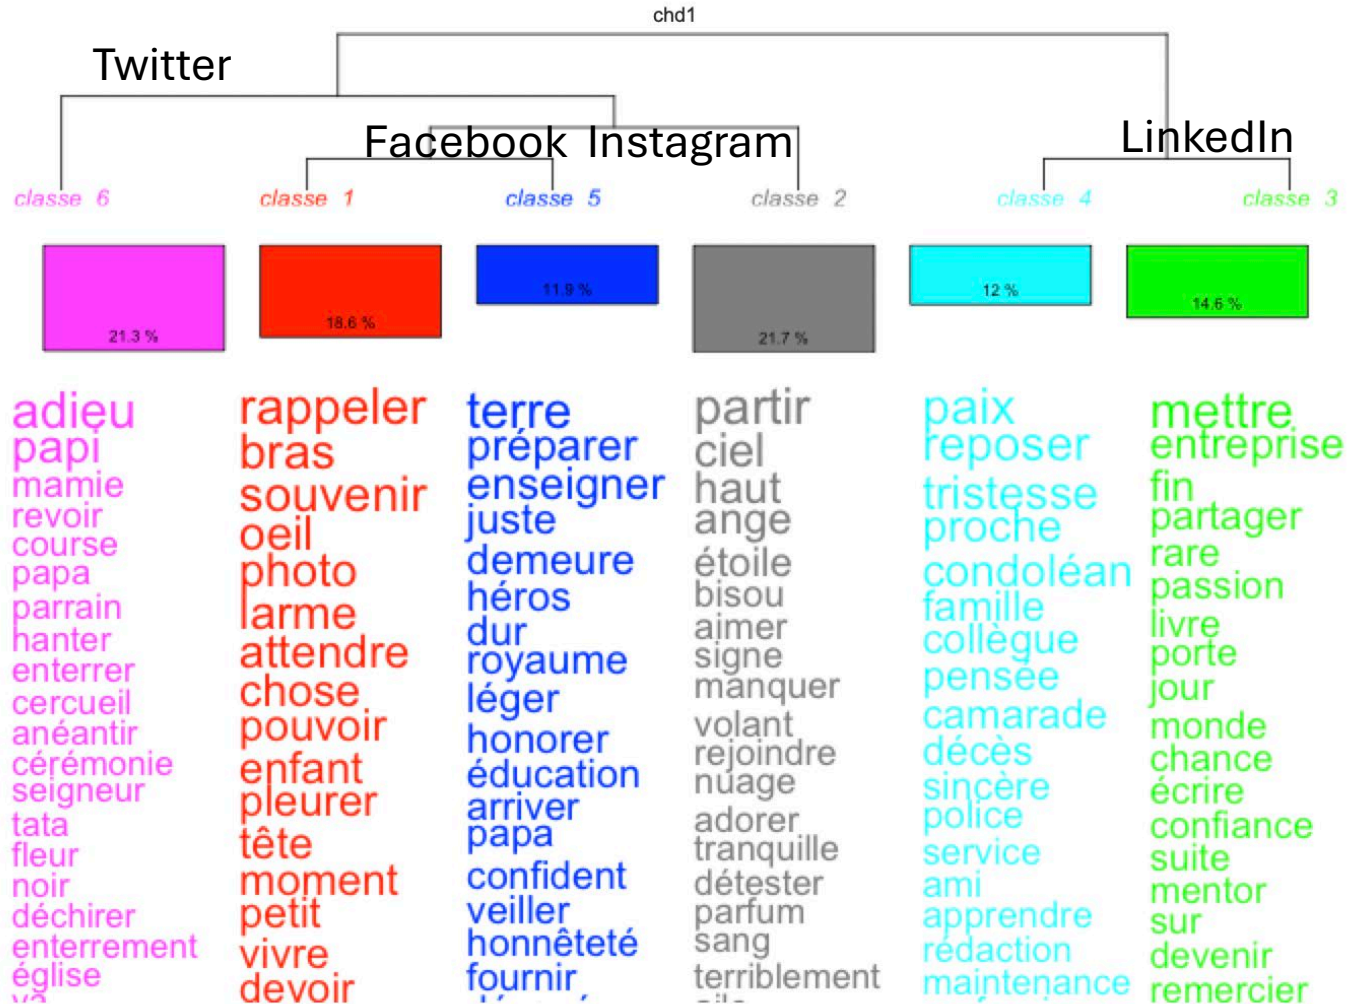 chd1
Twitter
Facebook Instagram
LinkedIn
classe 6
classe 1
classe 5
classe 2
classe 4
classe 3
21.3 %
18.6 %
11.9 %
21.7 %
12 %
14.6 %
adieu
papi
mamie
revoir
course
papa
parrain
hanter
enterrer
cercueil
anéantir
cérémonie
seigneur
tata
fleur
noir
déchirer
enterrement
église
rappeler
bras
souvenir
oeil
photo
larme
attendre
chose
pouvoir
enfant
pleurer
tête
moment
petit
vivre
devoir
terre
préparer
enseigner
juste
demeure
héros
dur
royaume
léger
honorer
éducation
arriver
papa
confident
veiller
honnêteté
fournir
partir
ciel
haut
ange
étoile
bisou
aimer
signe
manquer
volant
rejoindre
nuage
adorer
tranquille
détester
parfum
sang
terriblement
paix
reposer
tristesse
proche
condoléan
famille
collègue
pensée
camarade
décès
sincère
police
service
ami
apprendre
rédaction
maintenance
mettre
entreprise
fin
partager
rare
passion
livre
porte
jour
monde
chance
écrire
confiance
suite
mentor
sur
devenir
remercier